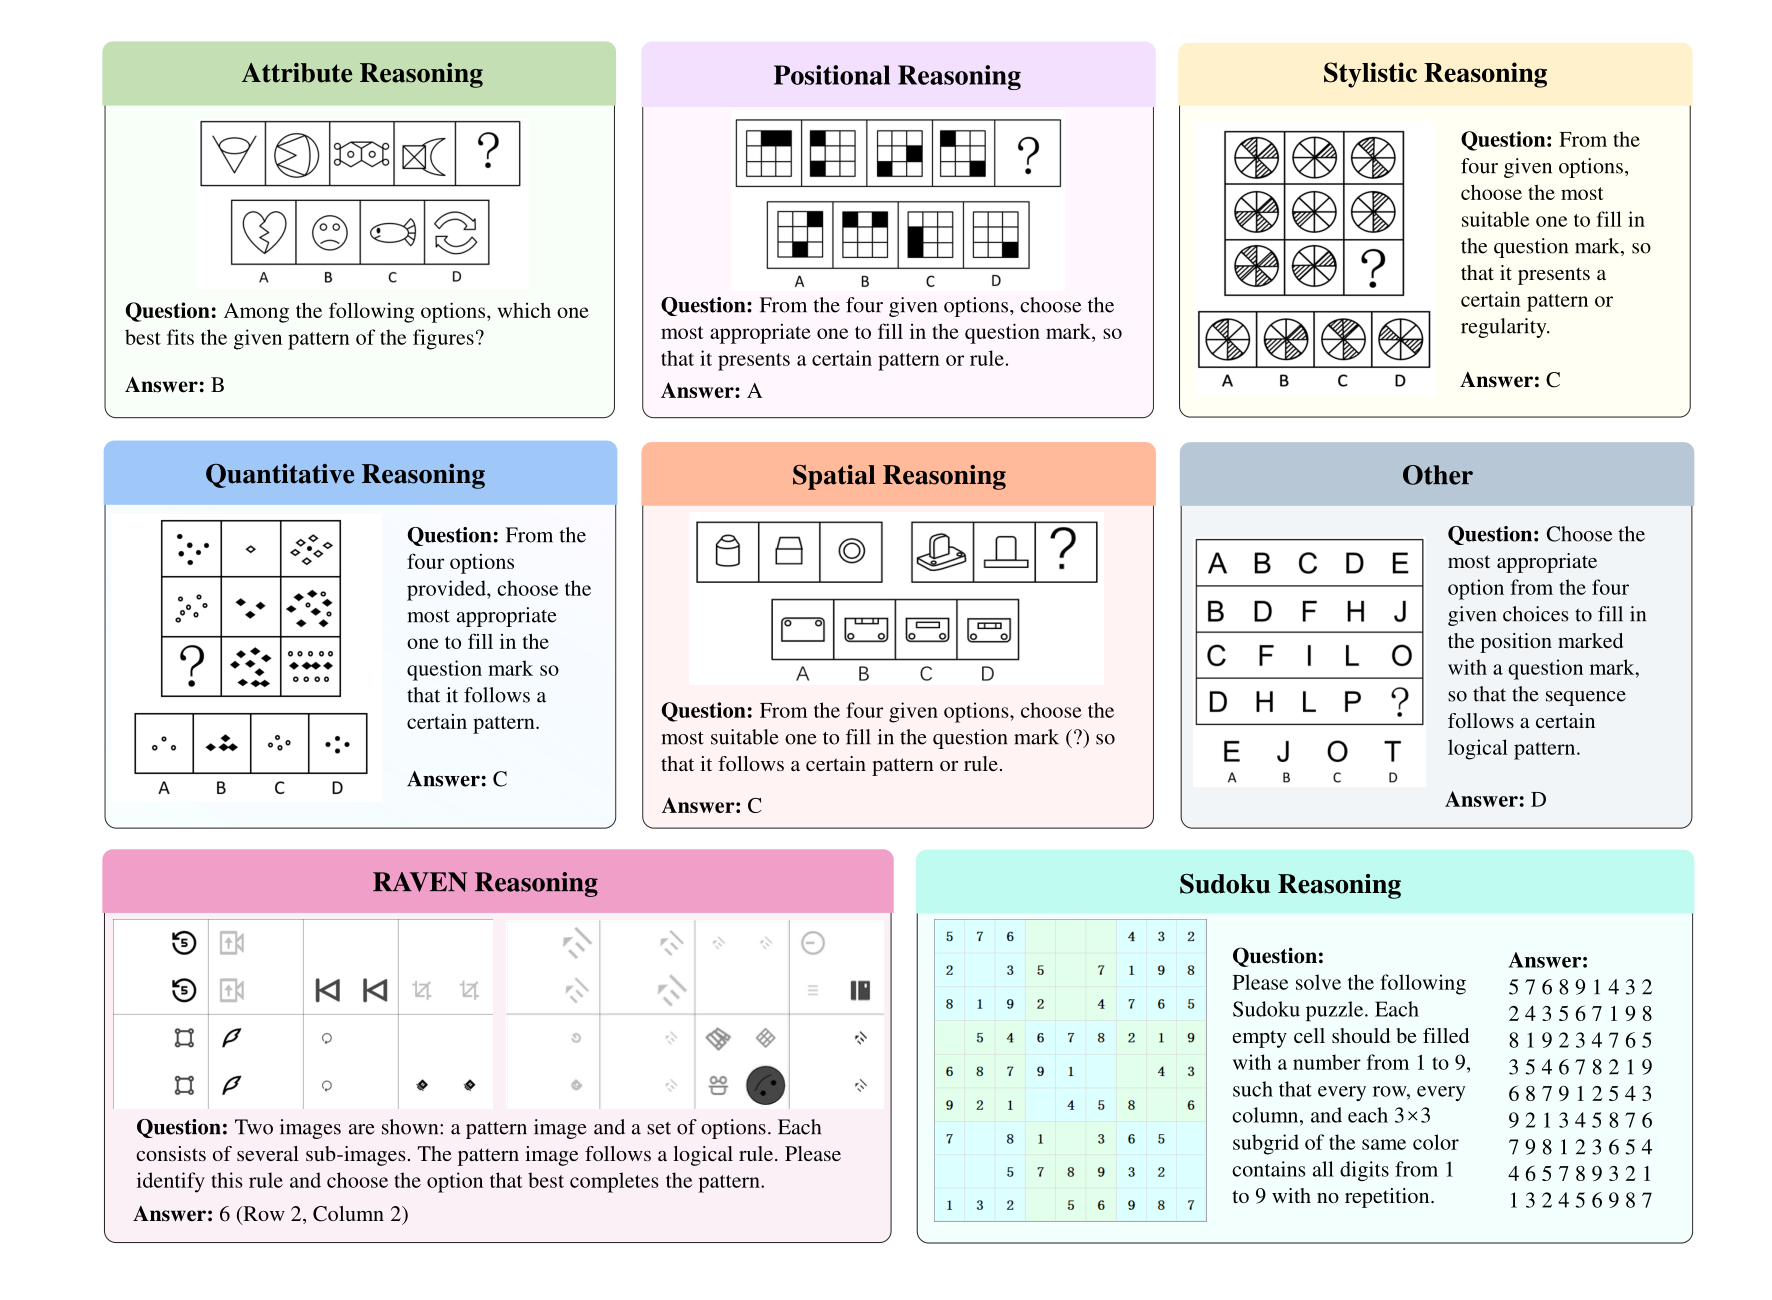 Attribute Reasoning
?
A B C D
Question: Among the following options, which one
best fits the given pattern of the figures?
Answer: B
Positional Reasoning
?
A B C D
Question: From the four given options, choose the
most appropriate one to fill in the question mark, so
that it presents a certain pattern or rule.
Answer: A
Stylistic Reasoning
?
A B C D
Question: From the
four given options,
choose the most
suitable one to fill in
the question mark, so
that it presents a
certain pattern or
regularity.
Answer: C
Quantitative Reasoning
?
A B C D
Question: From the
four options
provided, choose the
most appropriate
one to fill in the
question mark so
that it follows a
certain pattern.
Answer: C
Spatial Reasoning
?
A B C D
Question: From the four given options, choose the
most suitable one to fill in the question mark (?) so
that it follows a certain pattern or rule.
Answer: C
Other
A B C D E
B D F H J
C F I L O
D H L P ?
E J O T
A B C D
Question: Choose the
most appropriate
option from the four
given choices to fill in
the position marked
with a question mark,
so that the sequence
follows a certain
logical pattern.
Answer: D
RAVEN Reasoning
5
5
Question: Two images are shown: a pattern image and a set of options. Each
consists of several sub-images. The pattern image follows a logical rule. Please
identify this rule and choose the option that best completes the pattern.
Answer: 6 (Row 2, Column 2)
Sudoku Reasoning
5 7 6 4 3 2
2 3 5 7 1 9 8
8 1 9 2 4 7 6 5
5 4 6 7 8 2 1 9
6 8 7 9 1 4 3
9 2 1 4 5 8 6
7 8 1 3 6 5
5 7 8 9 3 2
1 3 2 5 6 9 8 7
Question:
Please solve the following
Sudoku puzzle. Each
empty cell should be filled
with a number from 1 to 9,
such that every row, every
column, and each 3×3
subgrid of the same color
contains all digits from 1
to 9 with no repetition.
Answer:
5 7 6 8 9 1 4 3 2
2 4 3 5 6 7 1 9 8
8 1 9 2 3 4 7 6 5
3 5 4 6 7 8 2 1 9
6 8 7 9 1 2 5 4 3
9 2 1 3 4 5 8 7 6
7 9 8 1 2 3 6 5 4
4 6 5 7 8 9 3 2 1
1 3 2 4 5 6 9 8 7